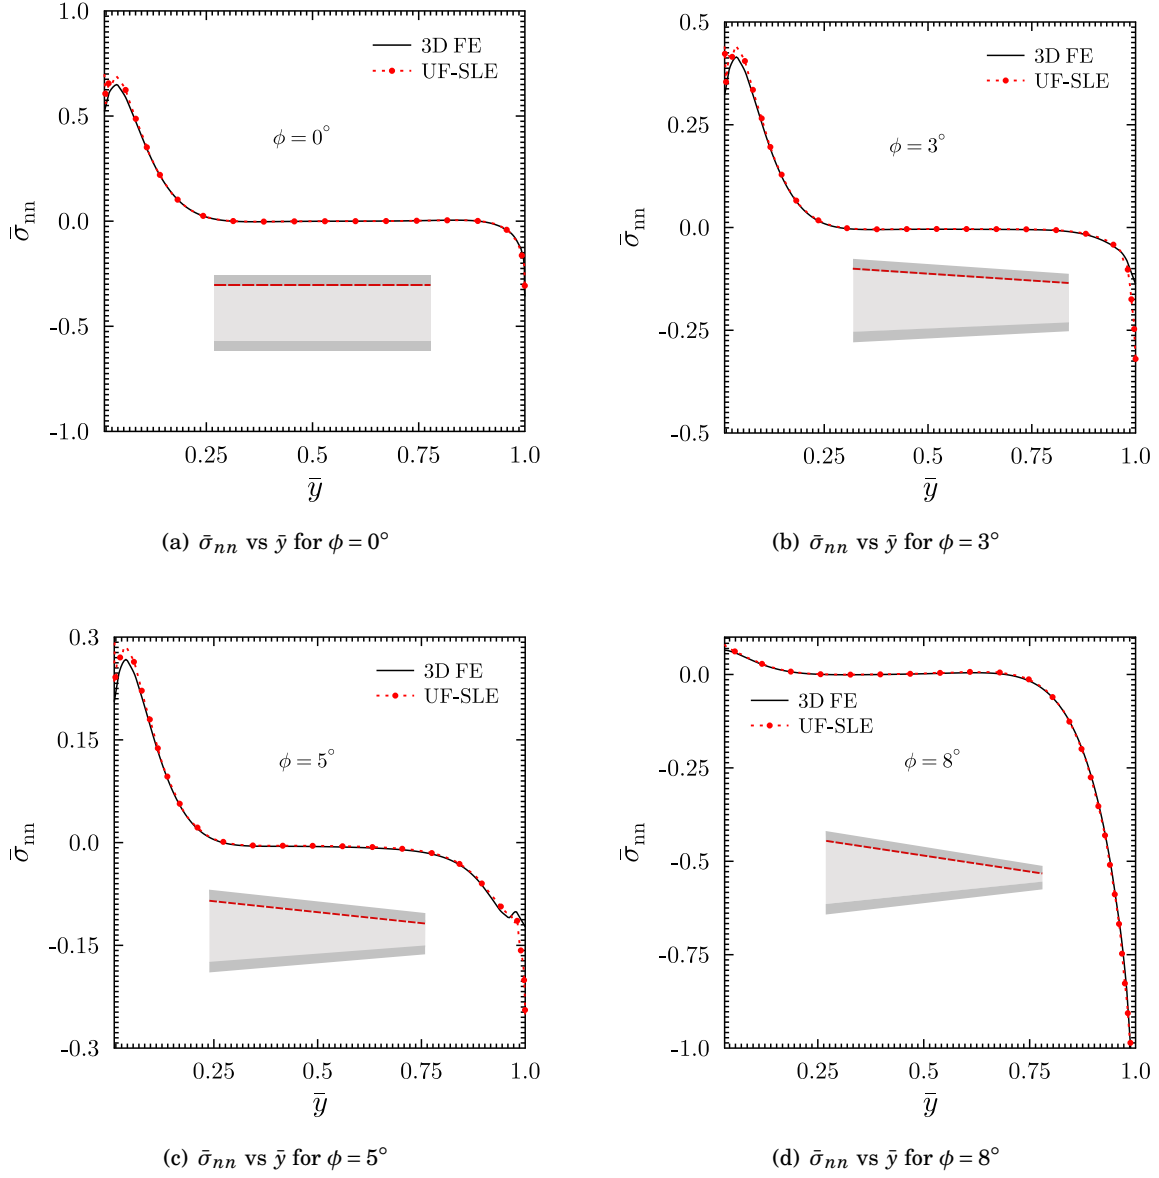 1.0
0.5
0.0
-0.5
-1.0
σ̄nn
3D FE
UF-SLE
ϕ = 0°
0.25 0.5 0.75 1.0
ȳ
(a) σ̄nn vs ȳ for ϕ = 0°
0.5
0.25
0.0
-0.25
-0.5
σ̄nn
3D FE
UF-SLE
ϕ = 3°
0.25 0.5 0.75 1.0
ȳ
(b) σ̄nn vs ȳ for ϕ = 3°
0.3
0.15
0.0
-0.15
-0.3
σ̄nn
3D FE
UF-SLE
ϕ = 5°
0.25 0.5 0.75 1.0
ȳ
(c) σ̄nn vs ȳ for ϕ = 5°
0.0
-0.25
-0.5
-0.75
-1.0
σ̄nn
3D FE
UF-SLE
ϕ = 8°
0.25 0.5 0.75 1.0
ȳ
(d) σ̄nn vs ȳ for ϕ = 8°